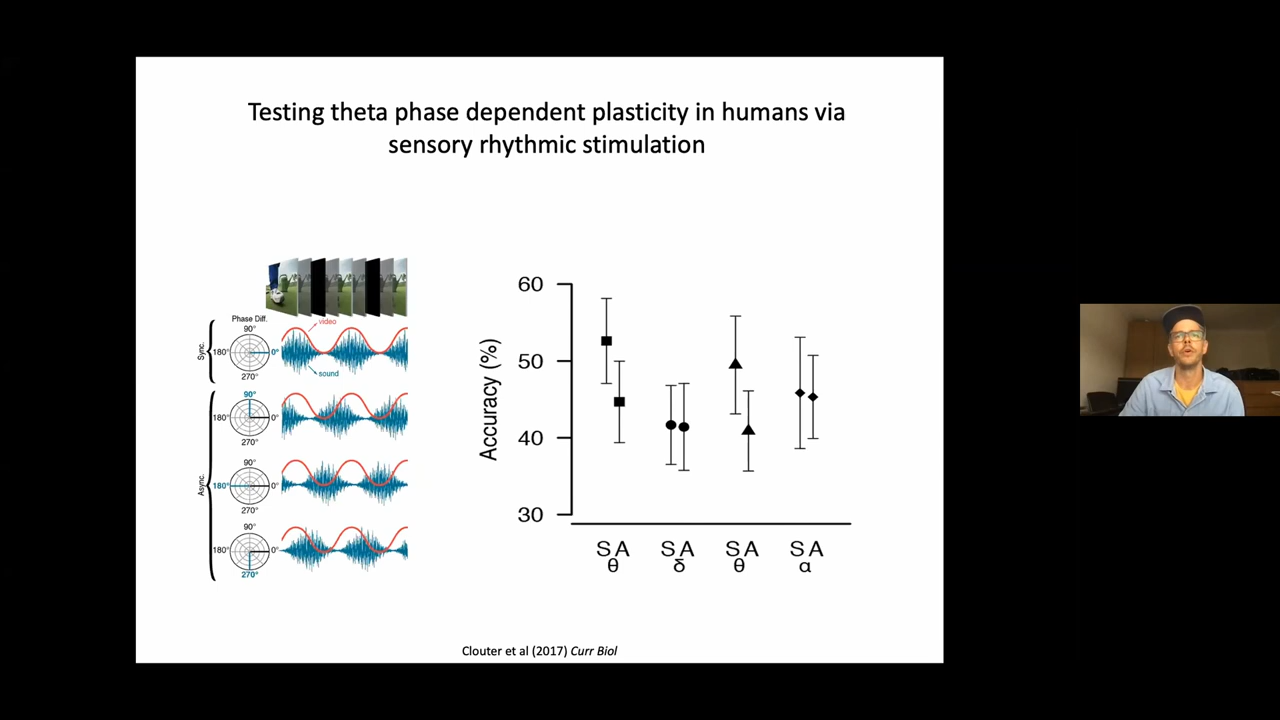 Testing theta phase dependent plasticity in humans via
sensory rhythmic stimulation
Phase Diff.
90°
180°
0°
270°
Sync.
video
sound
90°
180°
0°
270°
90°
180°
0°
270°
90°
180°
0°
270°
Async.
Accuracy (%)
60
50
40
30
S A S A S A S A
θ δ θ α
Clouter et al (2017) Curr Biol